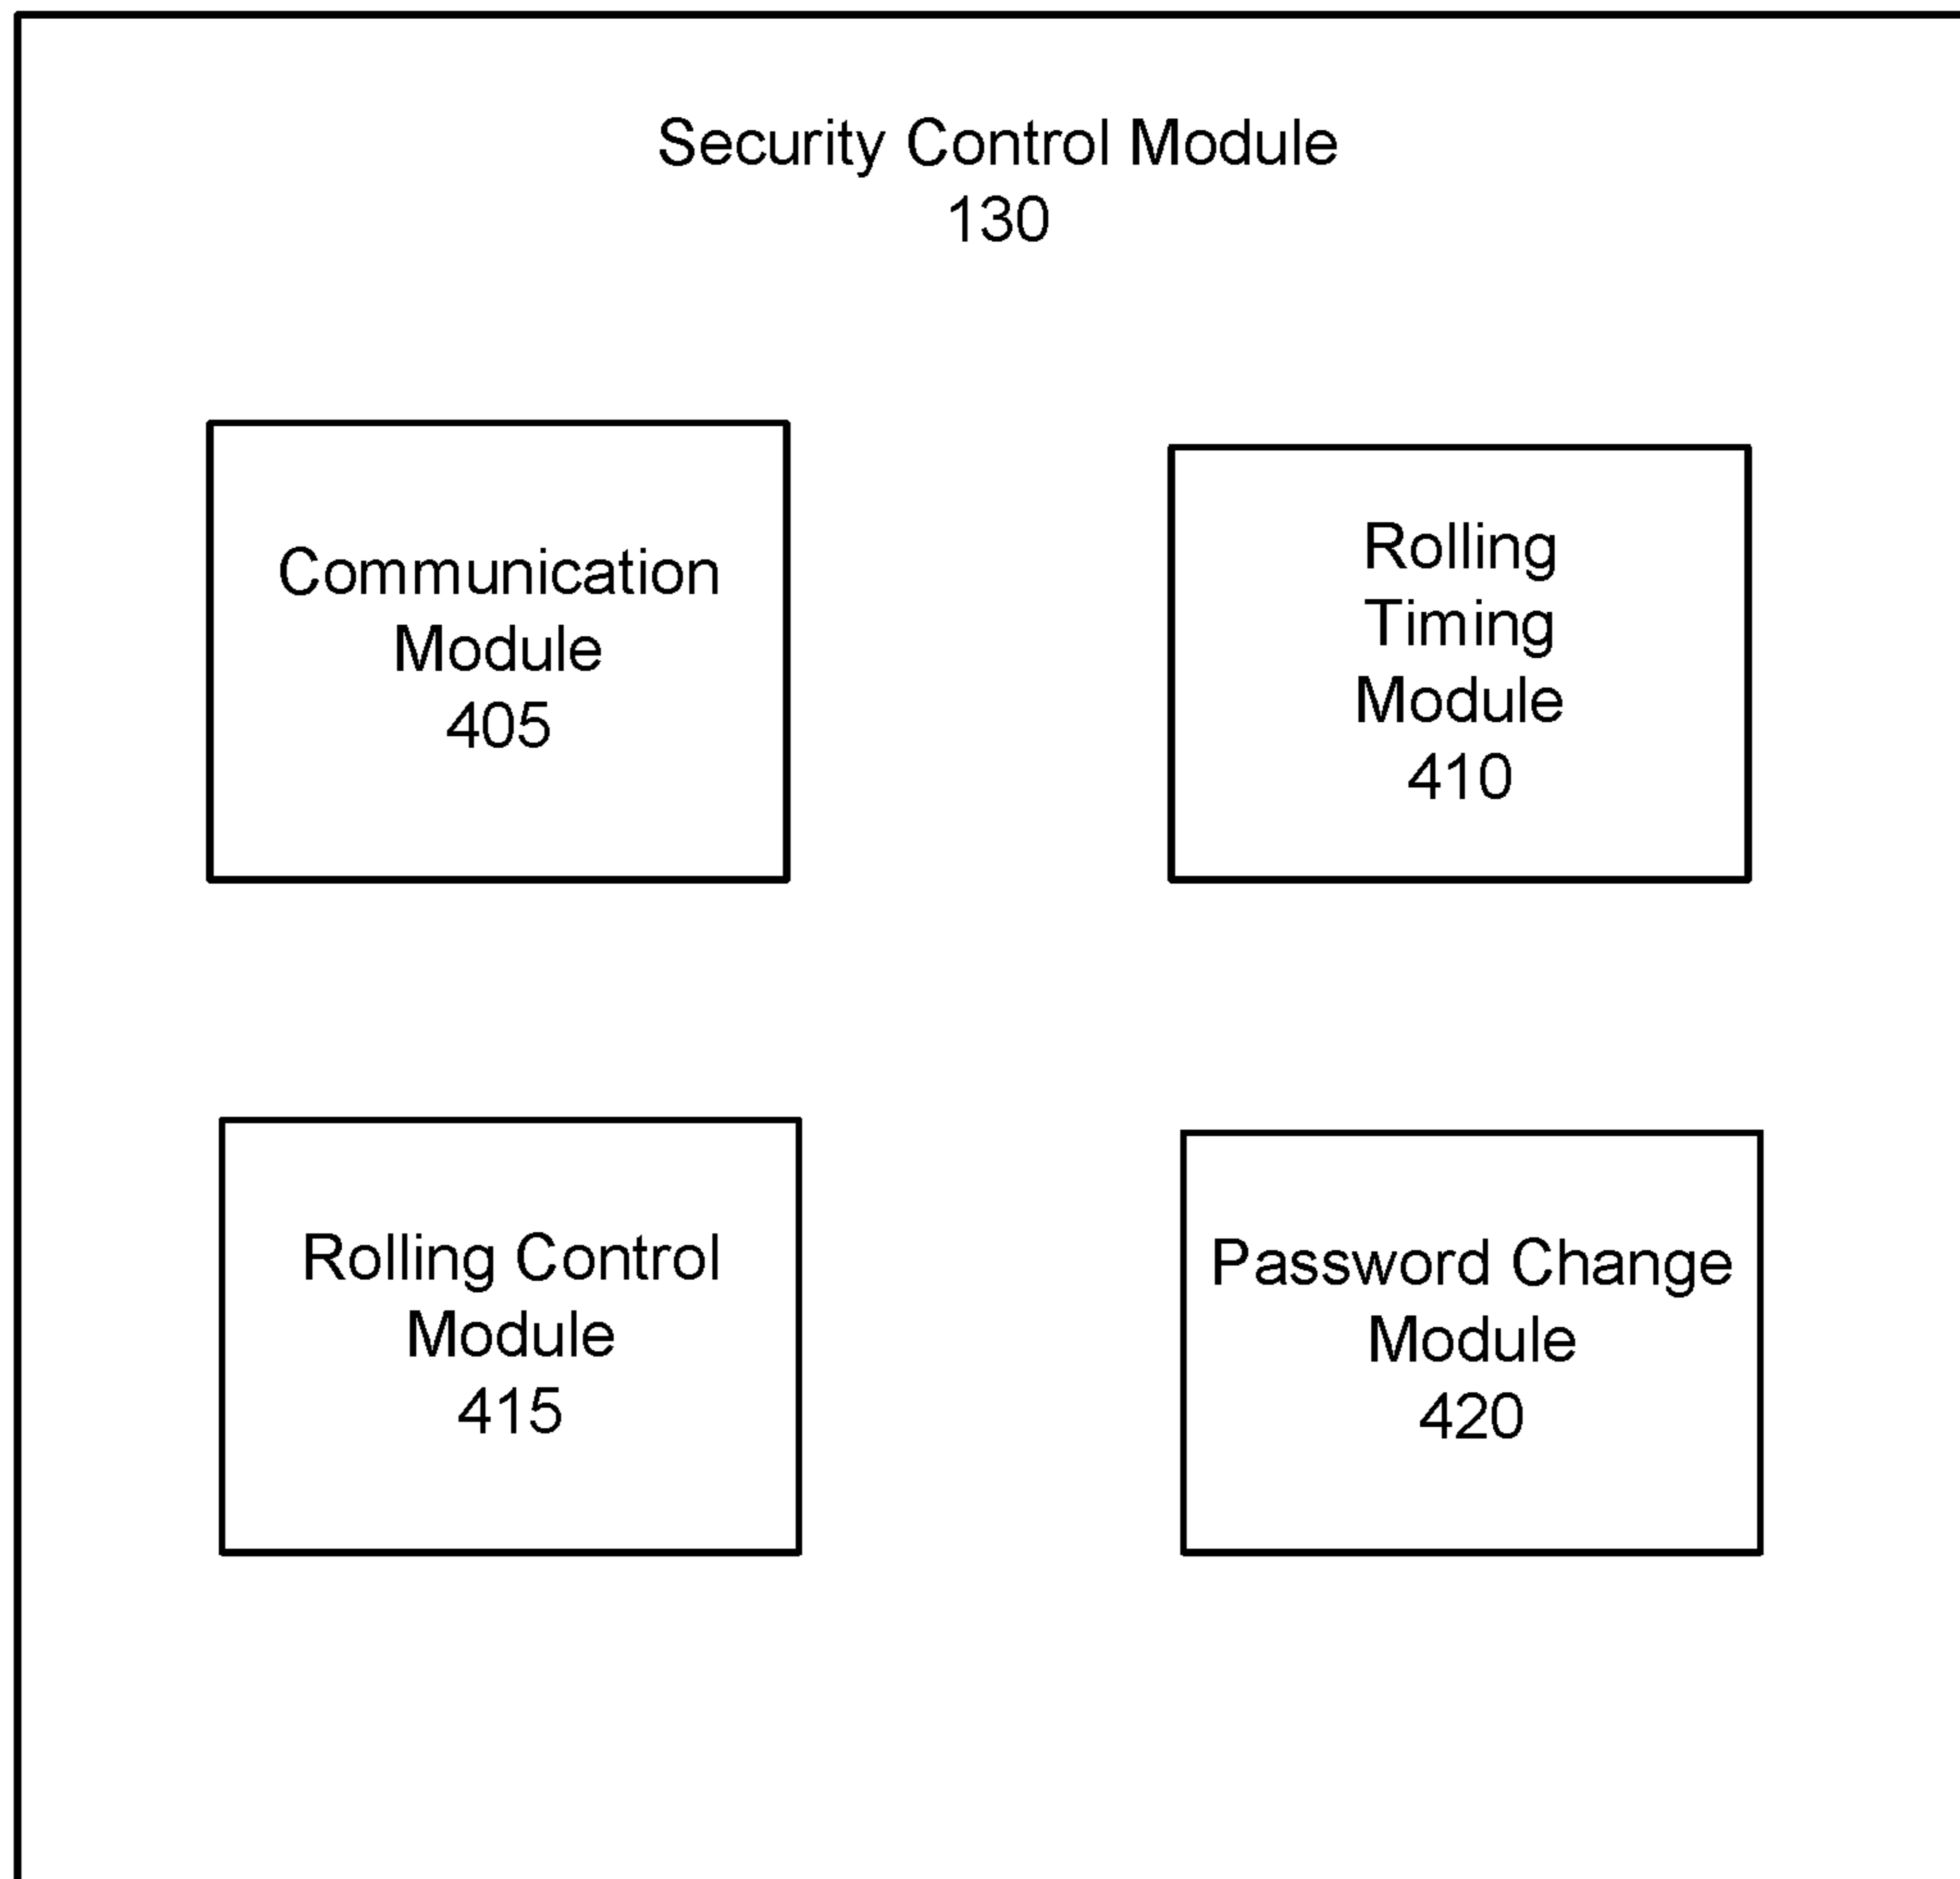 Security Control Module
130
Communication
Module
405
Rolling
Timing
Module
410
Rolling Control
Module
415
Password Change
Module
420